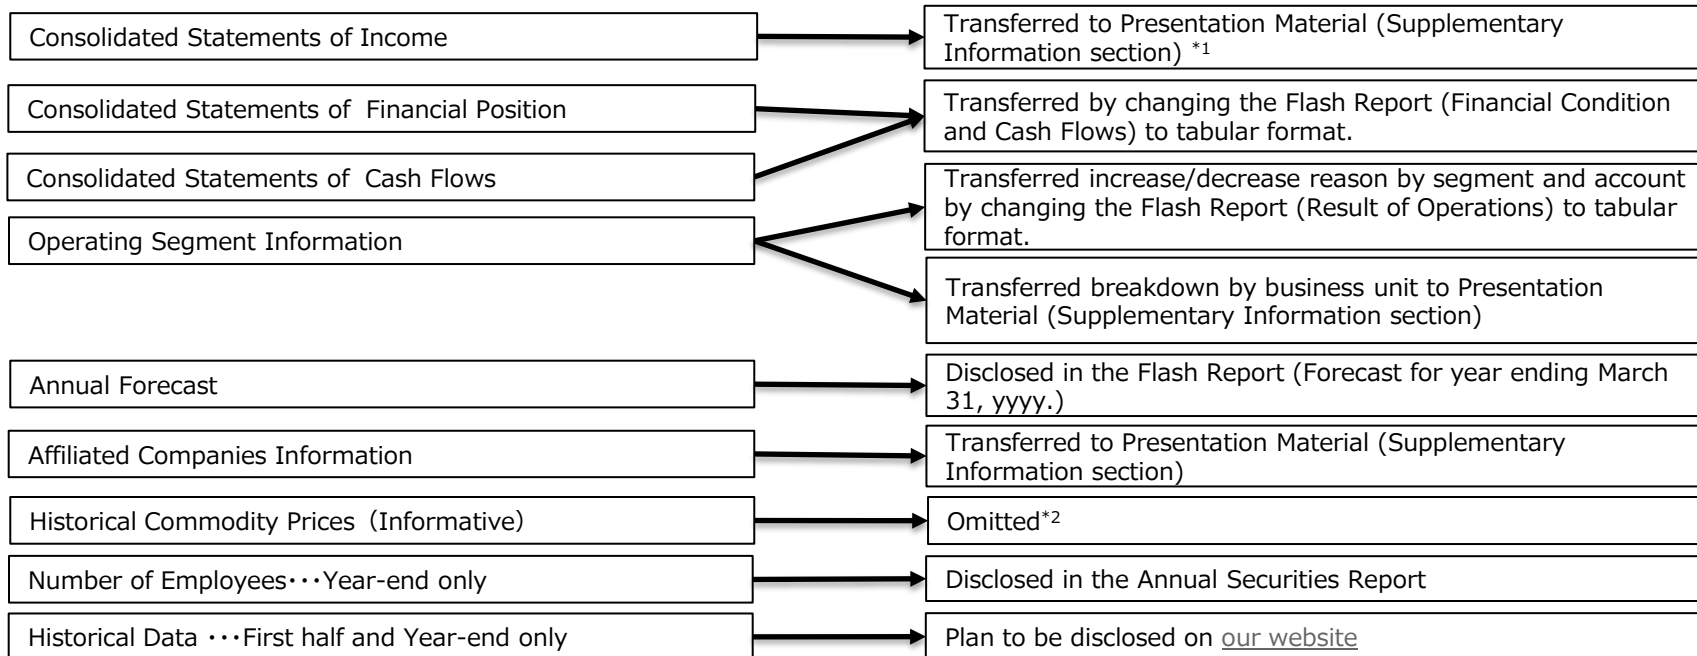 Consolidated Statements of Income
Transferred to Presentation Material (Supplementary
Information section) *1
Consolidated Statements of Financial Position
Transferred by changing the Flash Report (Financial Condition
and Cash Flows) to tabular format.
Consolidated Statements of Cash Flows
Transferred increase/decrease reason by segment and account
by changing the Flash Report (Result of Operations) to tabular
format.
Operating Segment Information
Transferred breakdown by business unit to Presentation
Material (Supplementary Information section)
Annual Forecast
Disclosed in the Flash Report (Forecast for year ending March
31, yyyy.)
Affiliated Companies Information
Transferred to Presentation Material (Supplementary
Information section)
Historical Commodity Prices（Informative）
Omitted*2
Number of Employees･･･Year-end only
Disclosed in the Annual Securities Report
Historical Data ･･･First half and Year-end only
Plan to be disclosed on our website